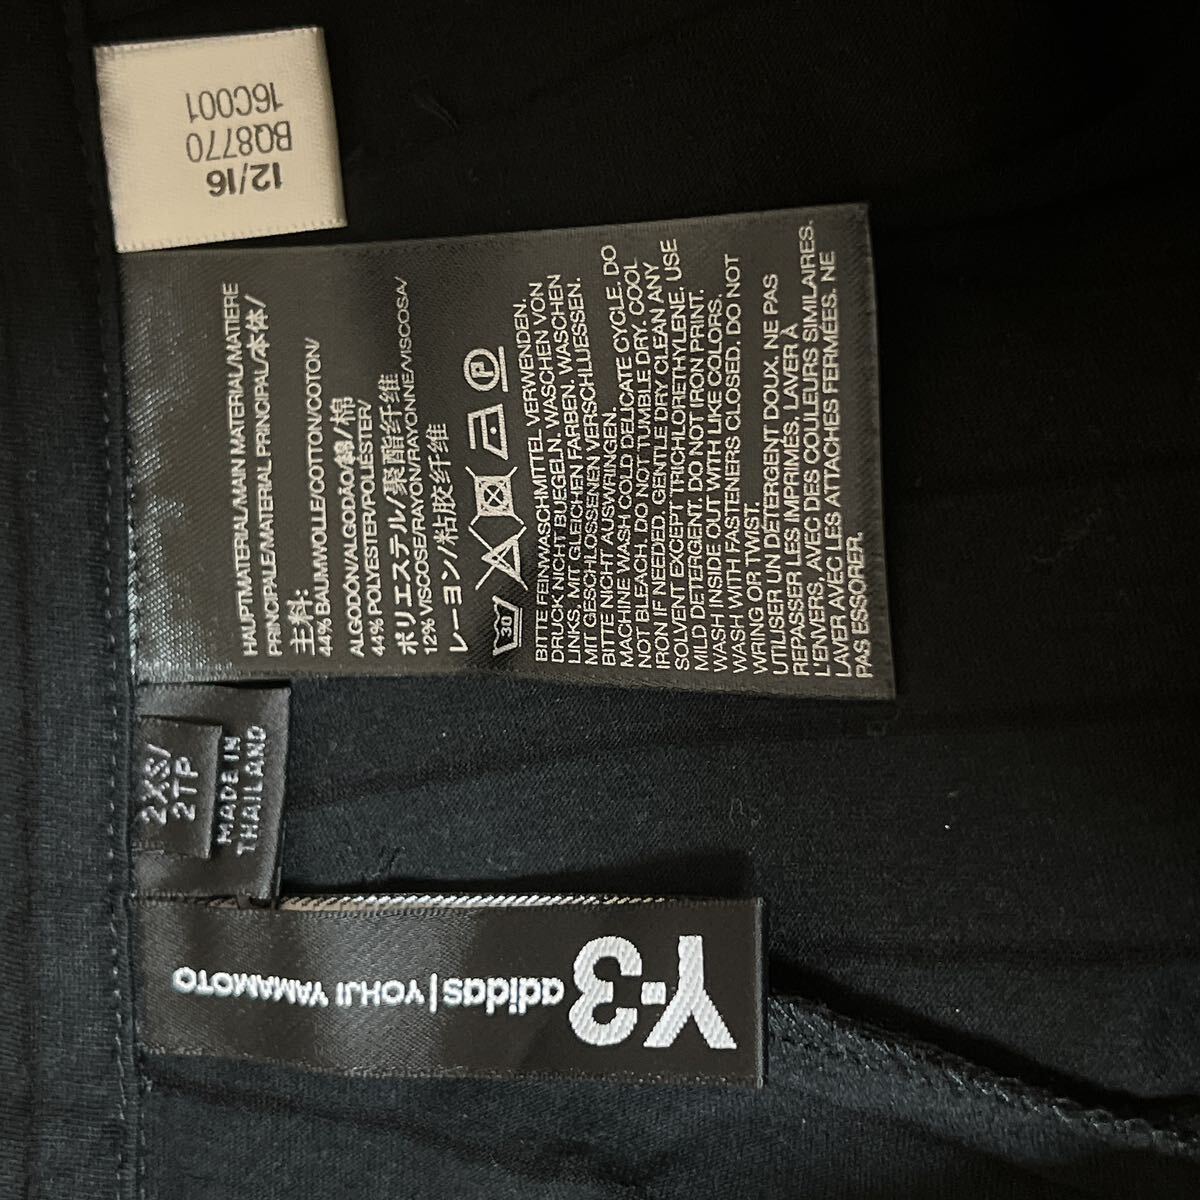 12/16
BQ8770
16C001
HAUPTMATERIAL/MAIN MATERIAL/MATIERE
PRINCIPALE/MATERIAL PRINCIPAL/本体/
主料:
44% BAUMWOLLE/COTTON/COTON/
ALGODÓN/ALGODÃO/綿/棉
44% POLYESTER/POLIESTER/
ポリエステル/聚酯纤维
12% VISCOSE/RAYON/RAYONNE/VISCOSA/
レーヨン/粘胶纤维
30
P
BITTE FEINWASCHMITTEL VERWENDEN.
DRUCK NICHT BUEGELN. WASCHEN VON
LINKS, MIT GLEICHEN FARBEN. WASCHEN
MIT GESCHLOSSENEN VERSCHLUESSEN.
BITTE NICHT AUSWRINGEN.
MACHINE WASH COLD DELICATE CYCLE. DO
NOT BLEACH. DO NOT TUMBLE DRY. COOL
IRON IF NEEDED. GENTLE DRY CLEAN ANY
SOLVENT EXCEPT TRICHLORETHYLENE. USE
MILD DETERGENT. DO NOT IRON PRINT.
WASH INSIDE OUT WITH LIKE COLORS.
WASH WITH FASTENERS CLOSED. DO NOT
WRING OR TWIST.
UTILISER UN DÉTERGENT DOUX. NE PAS
REPASSER LES IMPRIMÉS. LAVER À
L'ENVERS, AVEC DES COULEURS SIMILAIRES.
LAVER AVEC LES ATTACHES FERMÉES. NE
PAS ESSORER.
2XS/
2TP
MADE IN
THAILAND
Y-3
adidas | YOHJI YAMAMOTO